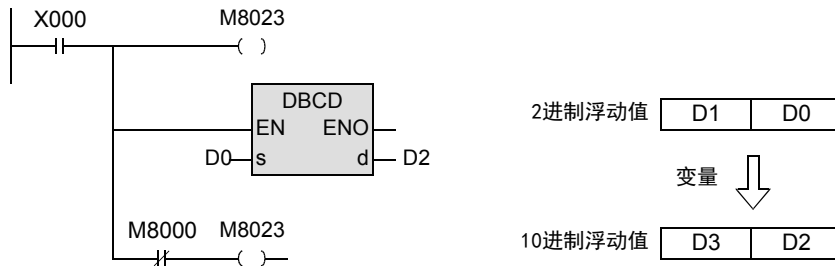 X000
M8023
( )
DBCD
EN ENO
D0 s d D2
M8000 M8023
( )
2进制浮动值 D1 D0
变量
10进制浮动值 D3 D2